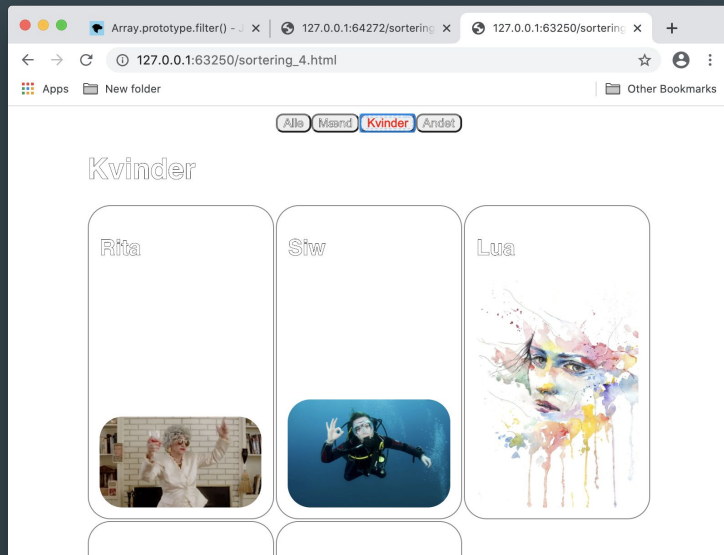 Array.prototype.filter() - J
127.0.0.1:64272/sortering
127.0.0.1:63250/sortering
127.0.0.1:63250/sortering_4.html
Apps New folder Other Bookmarks
Alle Mænd Kvinder Andet
Kvinder
Rita Siw Lua